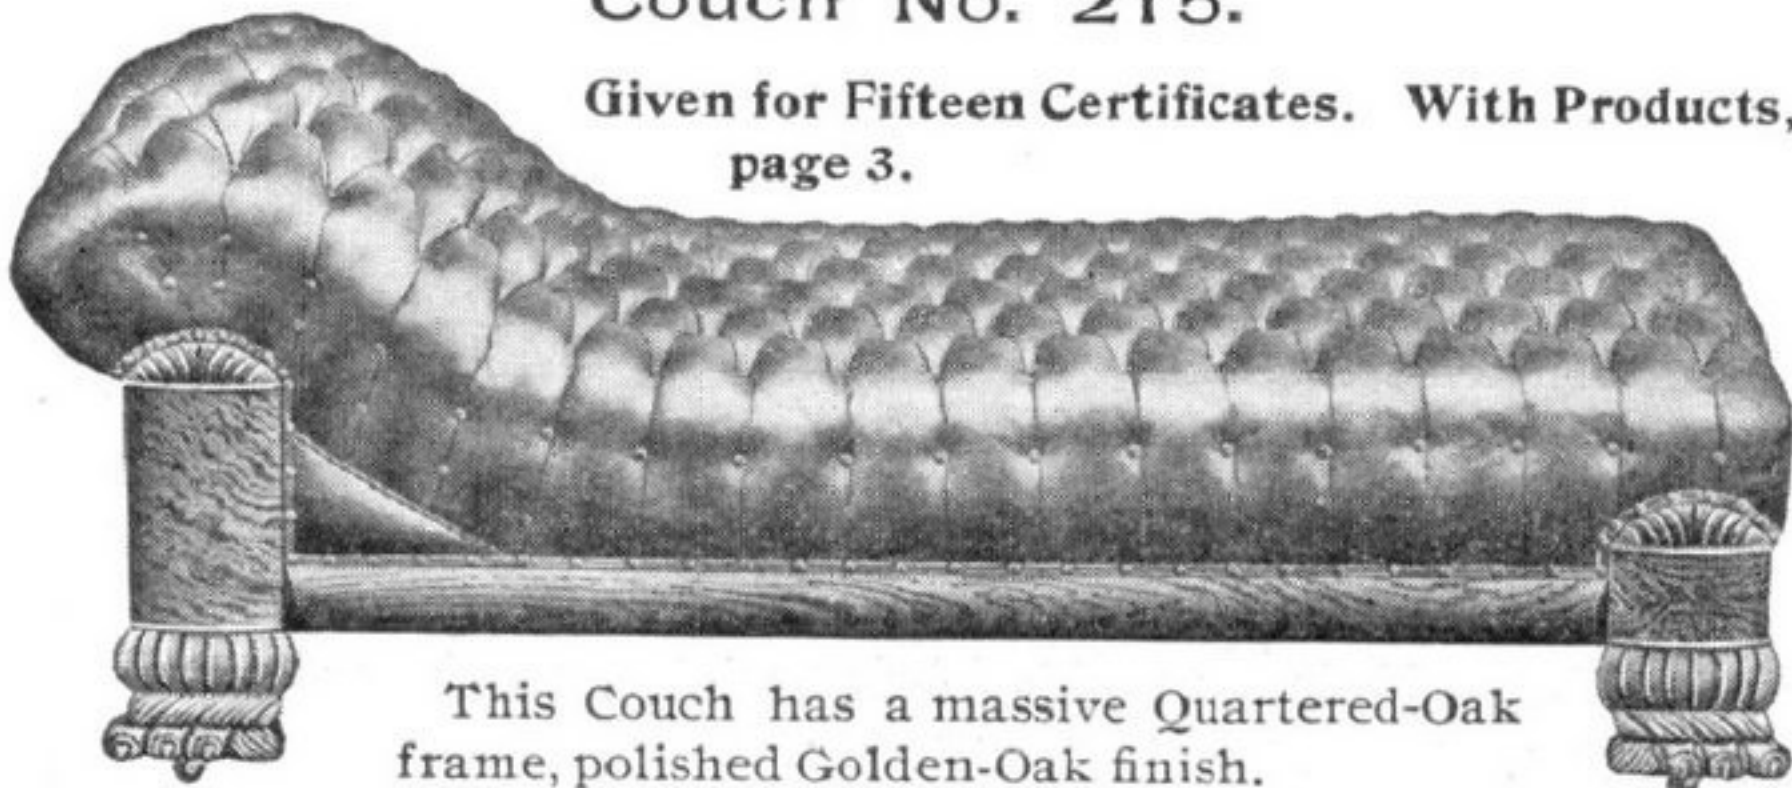 Couch No. 215.
Given for Fifteen Certificates. With Products,
page 3.
This Couch has a massive Quartered-Oak
frame, polished Golden-Oak finish.